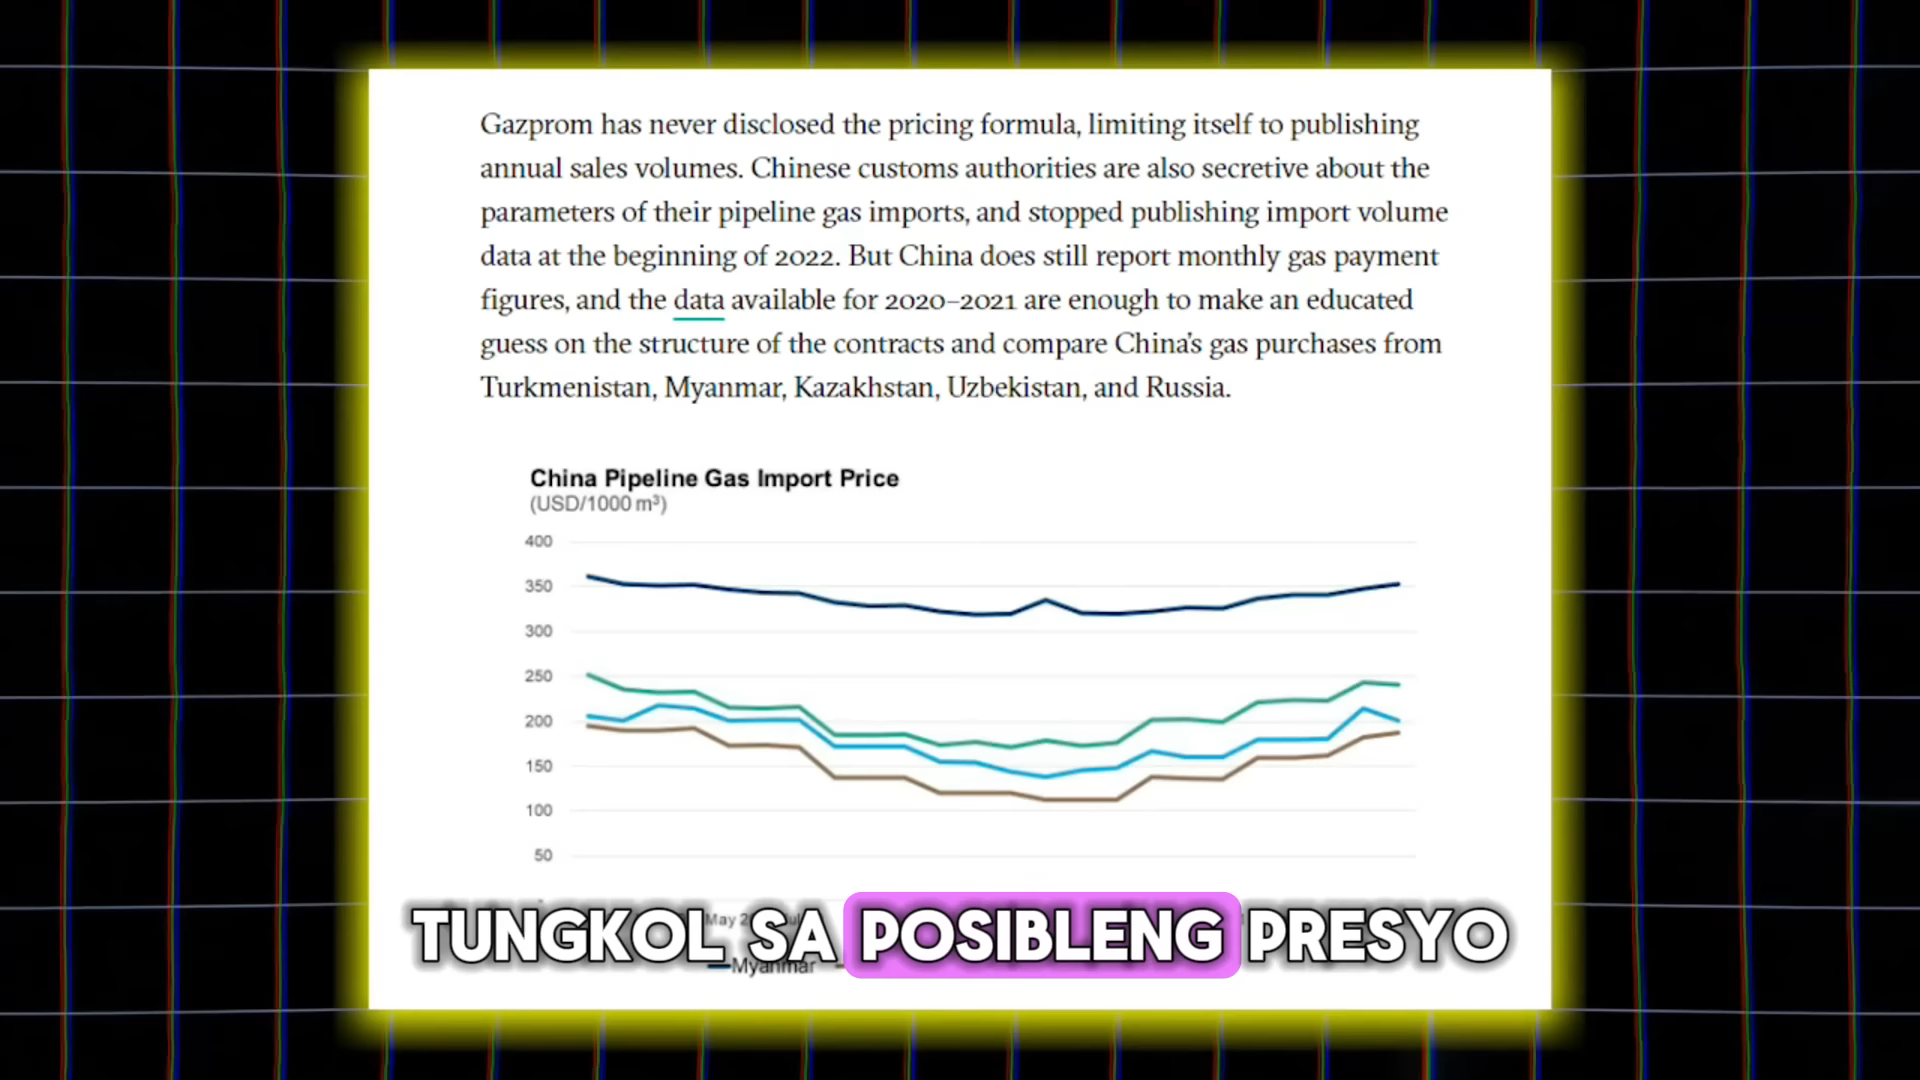 Gazprom has never disclosed the pricing formula, limiting itself to publishing
annual sales volumes. Chinese customs authorities are also secretive about the
parameters of their pipeline gas imports, and stopped publishing import volume
data at the beginning of 2022. But China does still report monthly gas payment
figures, and the data available for 2020–2021 are enough to make an educated
guess on the structure of the contracts and compare China's gas purchases from
Turkmenistan, Myanmar, Kazakhstan, Uzbekistan, and Russia.
China Pipeline Gas Import Price
(USD/1000 m³)
400
350
300
250
200
150
100
50
May
TUNGKOL SA POSIBLENG PRESYO
Myanmar